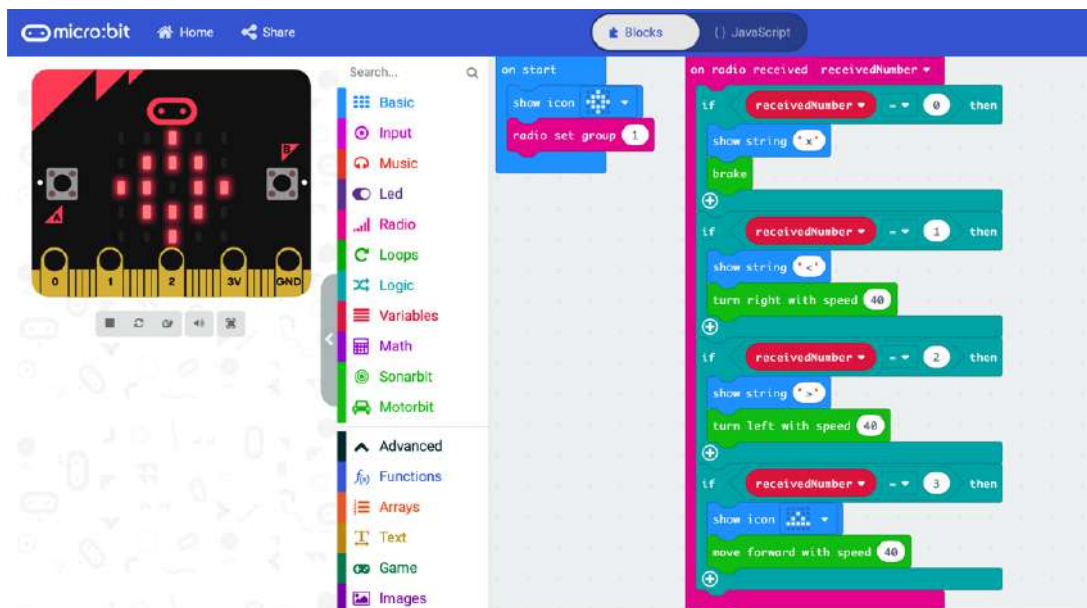 micro:bit Home Share Blocks {} JavaScript
Search...
Basic
Input
Music
Led
Radio
Loops
Logic
Variables
Math
Sonarbit
Motorbit
Advanced
f(x) Functions
Arrays
Text
Game
Images
A
B
0 1 2 3V GND
on start
show icon
radio set group 1
on radio received receivedNumber
if receivedNumber = 0 then
show string "x"
brake
if receivedNumber = 1 then
show string "<"
turn right with speed 40
if receivedNumber = 2 then
show string ">"
turn left with speed 40
if receivedNumber = 3 then
show icon
move forward with speed 40